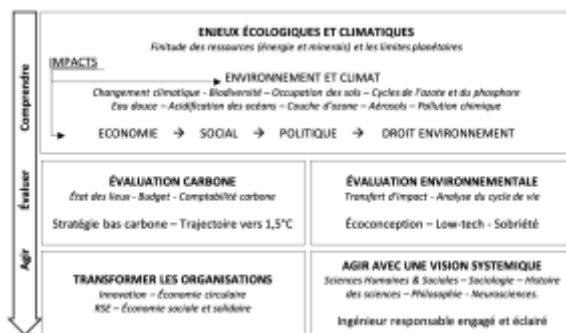 ENJEUX ÉCOLOGIQUES ET CLIMATIQUES
Finitude des ressources (énergie et minerais) et les limites planétaires
IMPACTS
ENVIRONNEMENT ET CLIMAT
Changement climatique - Biodiversité – Occupation des sols – Cycles de l'azote et du phosphore
Eau douce – Acidification des océans – Couche d'ozone – Aérosols – Pollution chimique
ECONOMIE → SOCIAL → POLITIQUE → DROIT ENVIRONNEMENT
Comprendre
ÉVALUATION CARBONE
État des lieux - Budget - Comptabilité carbone
Stratégie bas carbone – Trajectoire vers 1,5°C
ÉVALUATION ENVIRONNEMENTALE
Transfert d'impact - Analyse du cycle de vie
Écoconception – Low-tech - Sobriété
Évaluer
TRANSFORMER LES ORGANISATIONS
Innovation – Économie circulaire
RSE – Économie sociale et solidaire
AGIR AVEC UNE VISION SYSTEMIQUE
Sciences Humaines & Sociales – Sociologie – Histoire
des sciences – Philosophie - Neurosciences.
Ingénieur responsable engagé et éclairé
Agir